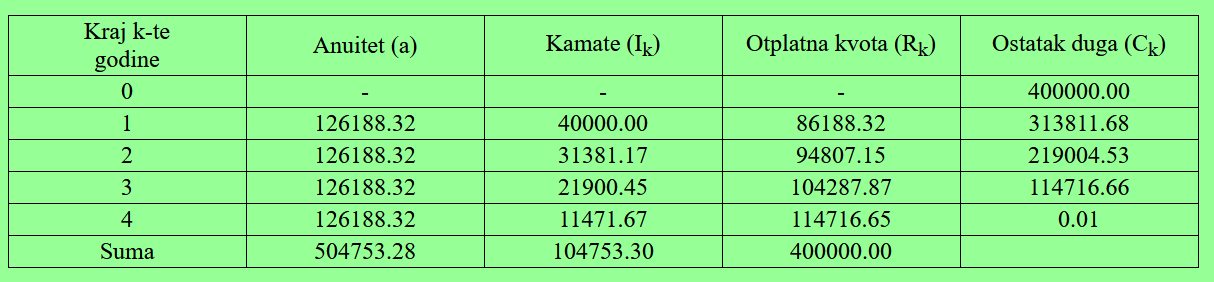 Kraj k-te
godine
Anuitet (a)
Kamate (Ik)
Otplatna kvota (Rk)
Ostatak duga (Ck)
0 - - - 400000.00
1 126188.32 40000.00 86188.32 313811.68
2 126188.32 31381.17 94807.15 219004.53
3 126188.32 21900.45 104287.87 114716.66
4 126188.32 11471.67 114716.65 0.01
Suma 504753.28 104753.30 400000.00